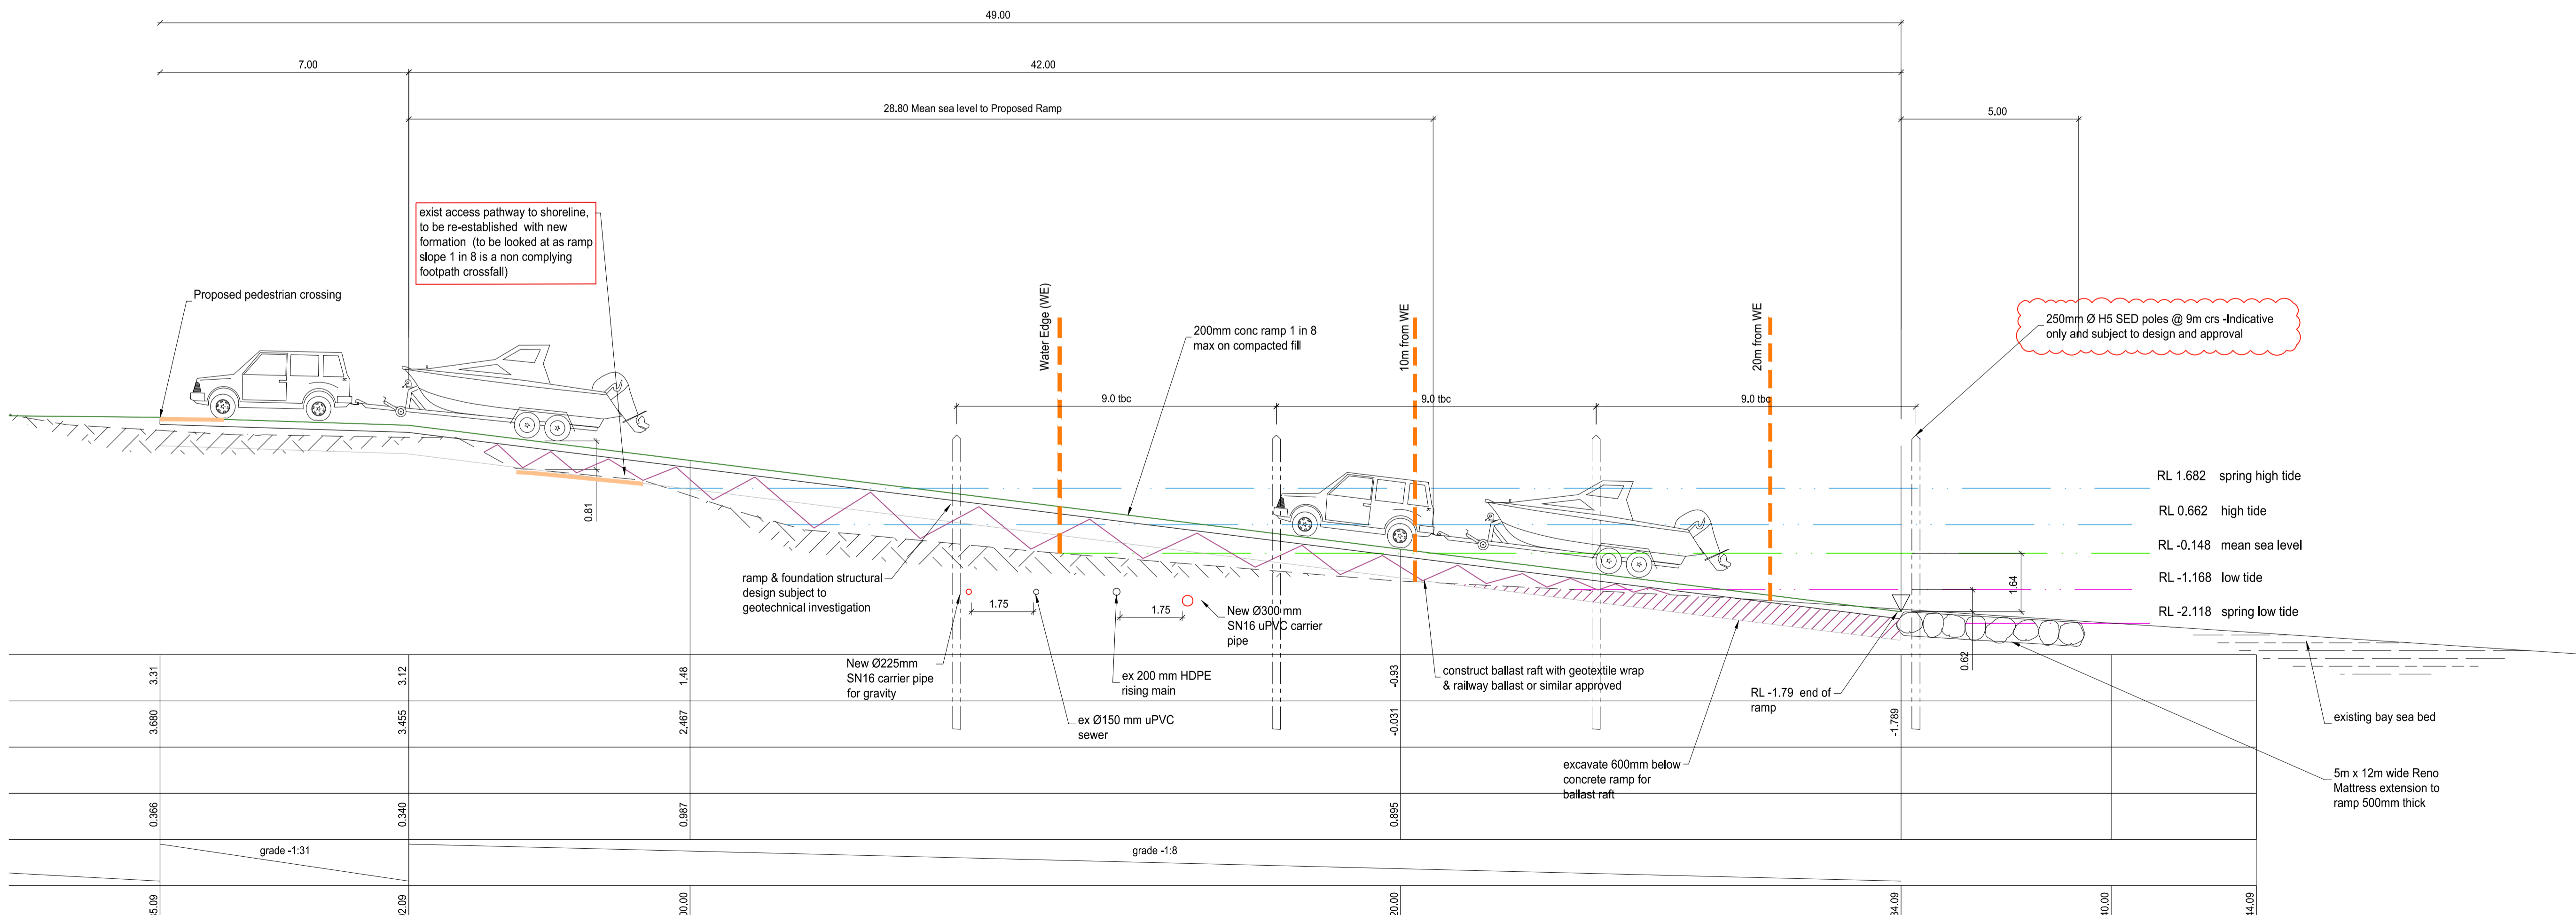 49.00
7.00
42.00
28.80 Mean sea level to Proposed Ramp
5.00
exist access pathway to shoreline,
to be re-established with new
formation (to be looked at as ramp
slope 1 in 8 is a non complying
footpath crossfall)
Proposed pedestrian crossing
Water Edge (WE)
200mm conc ramp 1 in 8
max on compacted fill
10m from WE
20m from WE
250mm Ø H5 SED poles @ 9m crs -Indicative
only and subject to design and approval
9.0 tbc
9.0 tbc
9.0 tbc
RL 1.682 spring high tide
RL 0.662 high tide
RL -0.148 mean sea level
RL -1.168 low tide
RL -2.118 spring low tide
0.81
1.64
0.62
ramp & foundation structural
design subject to
geotechnical investigation
1.75
1.75
New Ø300 mm
SN16 uPVC carrier
pipe
New Ø225mm
SN16 carrier pipe
for gravity
ex 200 mm HDPE
rising main
ex Ø150 mm uPVC
sewer
construct ballast raft with geotextile wrap
& railway ballast or similar approved
RL -1.79 end of
ramp
existing bay sea bed
excavate 600mm below
concrete ramp for
ballast raft
5m x 12m wide Reno
Mattress extension to
ramp 500mm thick
3.31
3.12
1.48
-0.93
3.680
3.455
2.467
-0.031
-1.789
0.366
0.340
0.987
0.895
grade -1:31
grade -1:8
20.00
34.09
40.00
44.09